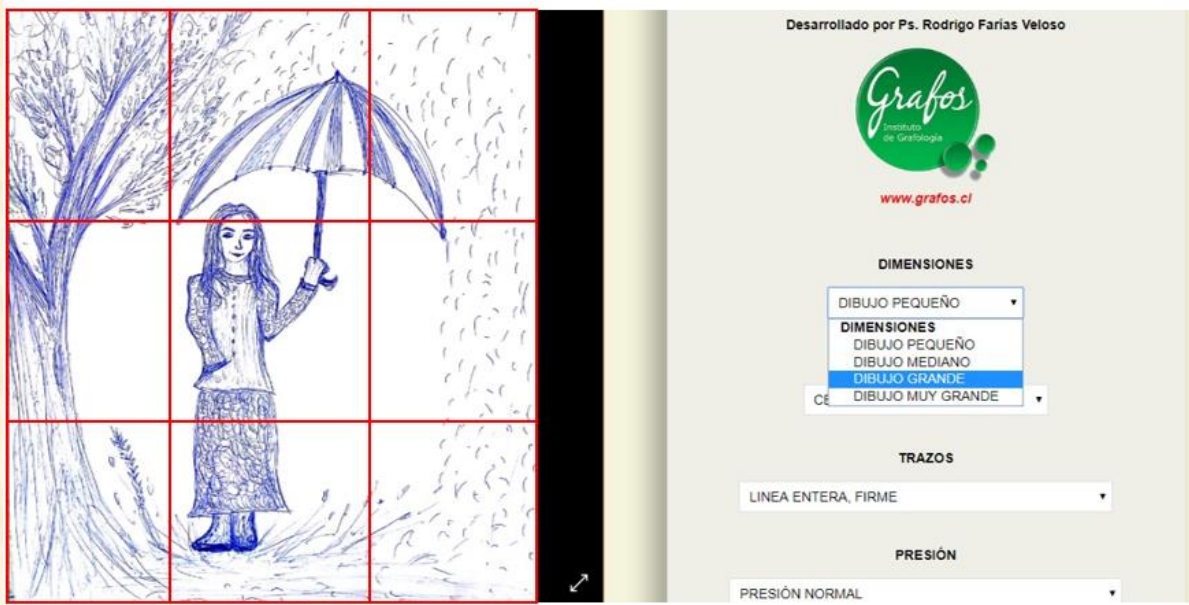 Desarrollado por Ps. Rodrigo Farías Veloso
Grafos
Instituto
de Grafología
www.grafos.cl
DIMENSIONES
DIBUJO PEQUEÑO
DIMENSIONES
DIBUJO PEQUEÑO
DIBUJO MEDIANO
DIBUJO GRANDE
DIBUJO MUY GRANDE
TRAZOS
LINEA ENTERA, FIRME
PRESIÓN
PRESIÓN NORMAL